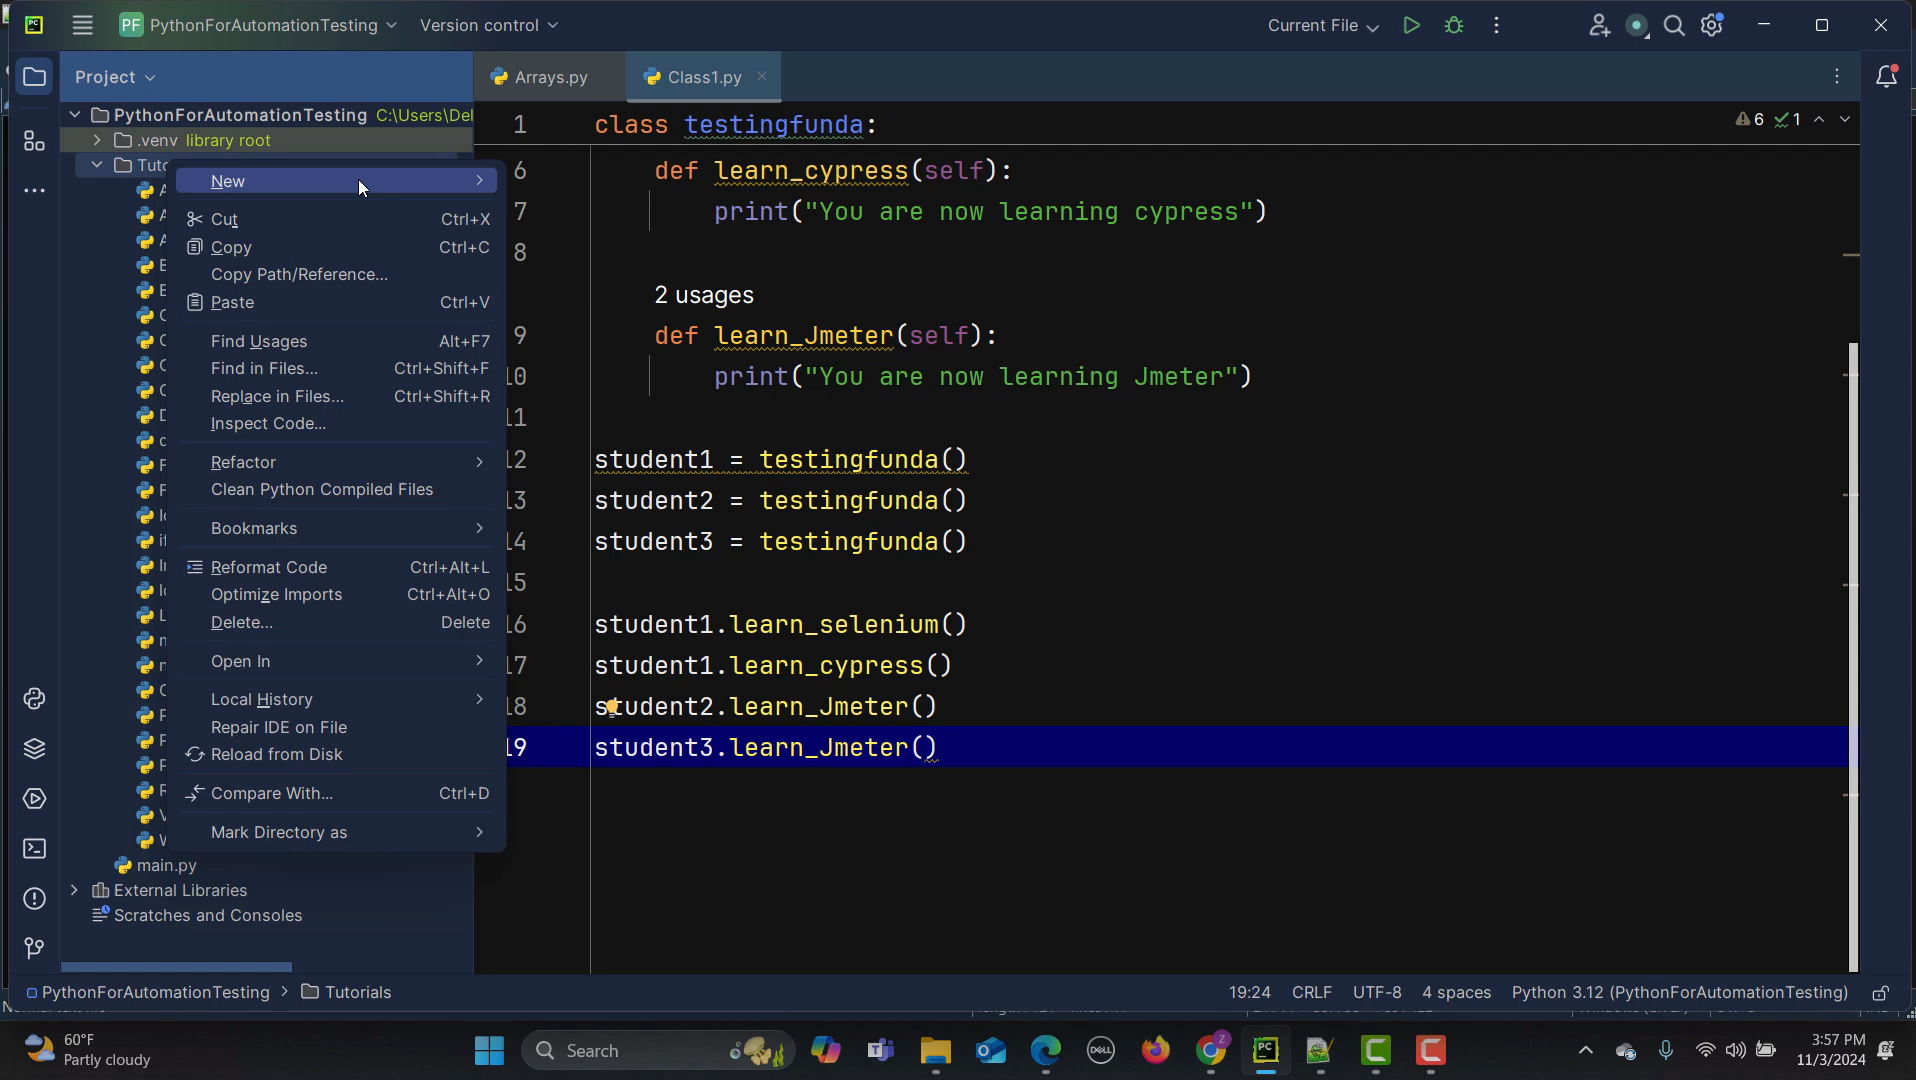 PC PF PythonForAutomationTesting Version control Current File
Project Arrays.py Class1.py
PythonForAutomationTesting C:\Users\Del
.venv library root
Tuto
New
Cut Ctrl+X
Copy Ctrl+C
Copy Path/Reference...
Paste Ctrl+V
Find Usages Alt+F7
Find in Files... Ctrl+Shift+F
Replace in Files... Ctrl+Shift+R
Inspect Code...
Refactor
Clean Python Compiled Files
Bookmarks
Reformat Code Ctrl+Alt+L
Optimize Imports Ctrl+Alt+O
Delete... Delete
Open In
Local History
Repair IDE on File
Reload from Disk
Compare With... Ctrl+D
Mark Directory as
main.py
External Libraries
Scratches and Consoles
1 class testingfunda: 6 1
6 def learn_cypress(self):
7 print("You are now learning cypress")
8
2 usages
9 def learn_Jmeter(self):
10 print("You are now learning Jmeter")
11
12 student1 = testingfunda()
13 student2 = testingfunda()
14 student3 = testingfunda()
15
16 student1.learn_selenium()
17 student1.learn_cypress()
18 student2.learn_Jmeter()
19 student3.learn_Jmeter()
PythonForAutomationTesting > Tutorials 19:24 CRLF UTF-8 4 spaces Python 3.12 (PythonForAutomationTesting)
60°F
Partly cloudy
Search
DELL
PC
3:57 PM
11/3/2024